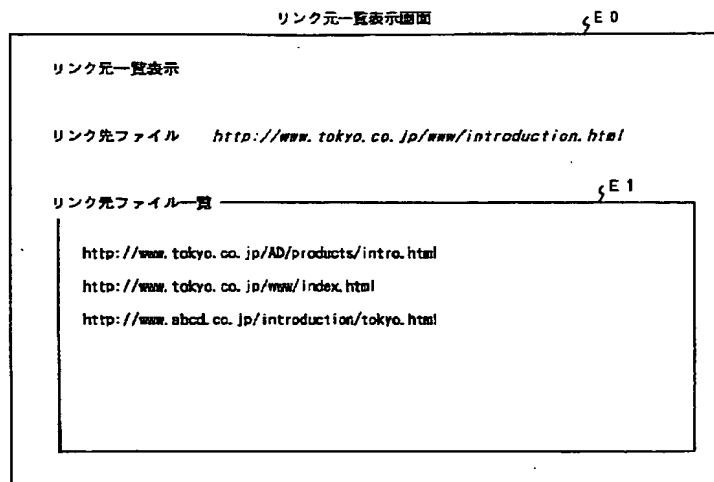 リンク元一覧表示画面
E0
リンク元一覧表示
リンク先ファイル http://www.tokyo.co.jp/www/introduction.html
E1
リンク元ファイル一覧
http://www.tokyo.co.jp/AD/products/intro.html
http://www.tokyo.co.jp/www/index.html
http://www.abcd.co.jp/introduction/tokyo.html